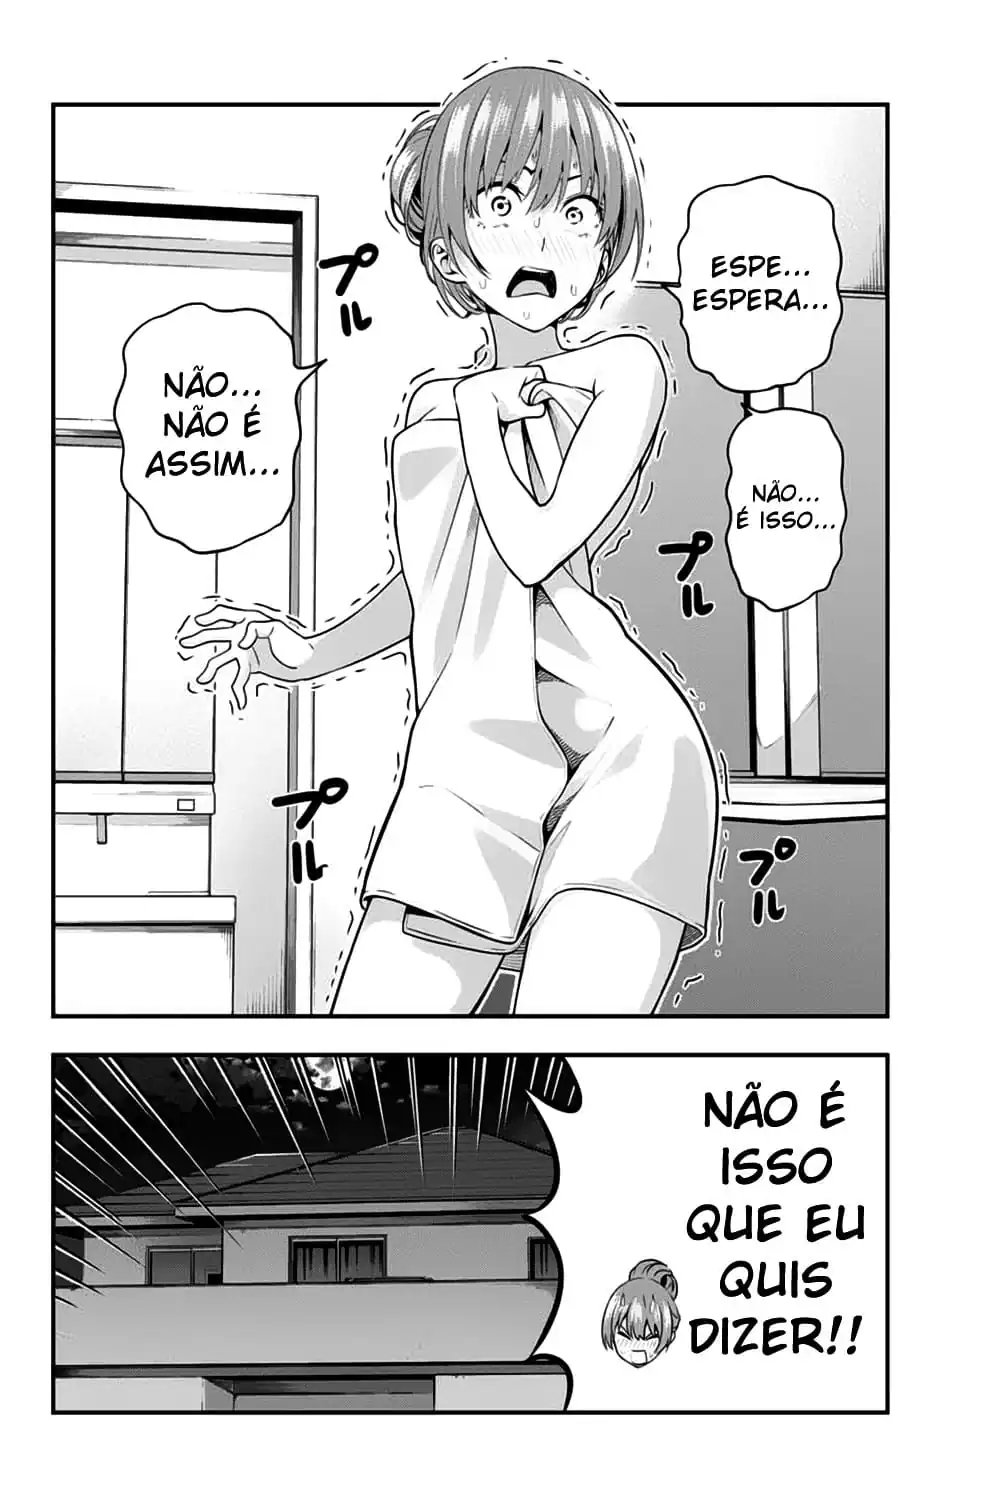 ESPE...
ESPERA...
NÃO...
É ISSO...
NÃO...
NÃO É
ASSIM...
プル
プル
プル
プル
NÃO É
ISSO
QUE EU
QUIS
DIZER!!